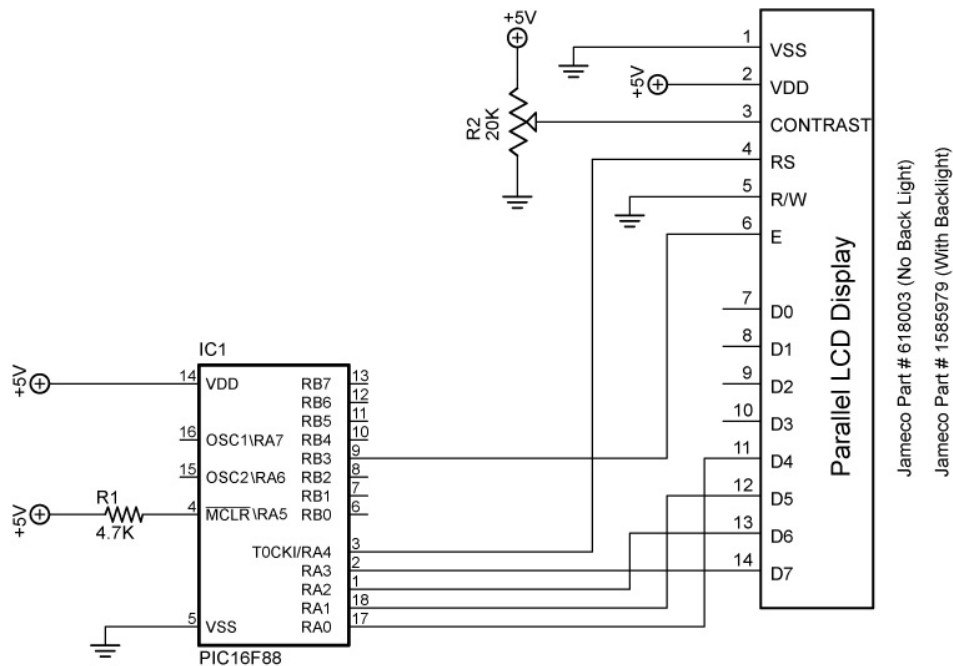 +5V
1 VSS
+5V
2 VDD
R2
20K
3 CONTRAST
4 RS
5 R/W
6 E
7 D0
8 D1
9 D2
10 D3
11 D4
12 D5
13 D6
14 D7
Parallel LCD Display
Jameco Part # 618003 (No Back Light)
Jameco Part # 1585979 (With Backlight)
IC1
+5V
14 VDD
RB7 13
RB6 12
RB5 11
16 OSC1\RA7
RB4 10
RB3 9
15 OSC2\RA6
RB2 8
RB1 7
+5V
R1
4.7K
4 MCLR\RA5
RB0 6
T0CKI/RA4 3
RA3 2
RA2 1
RA1 18
5 VSS
RA0 17
PIC16F88